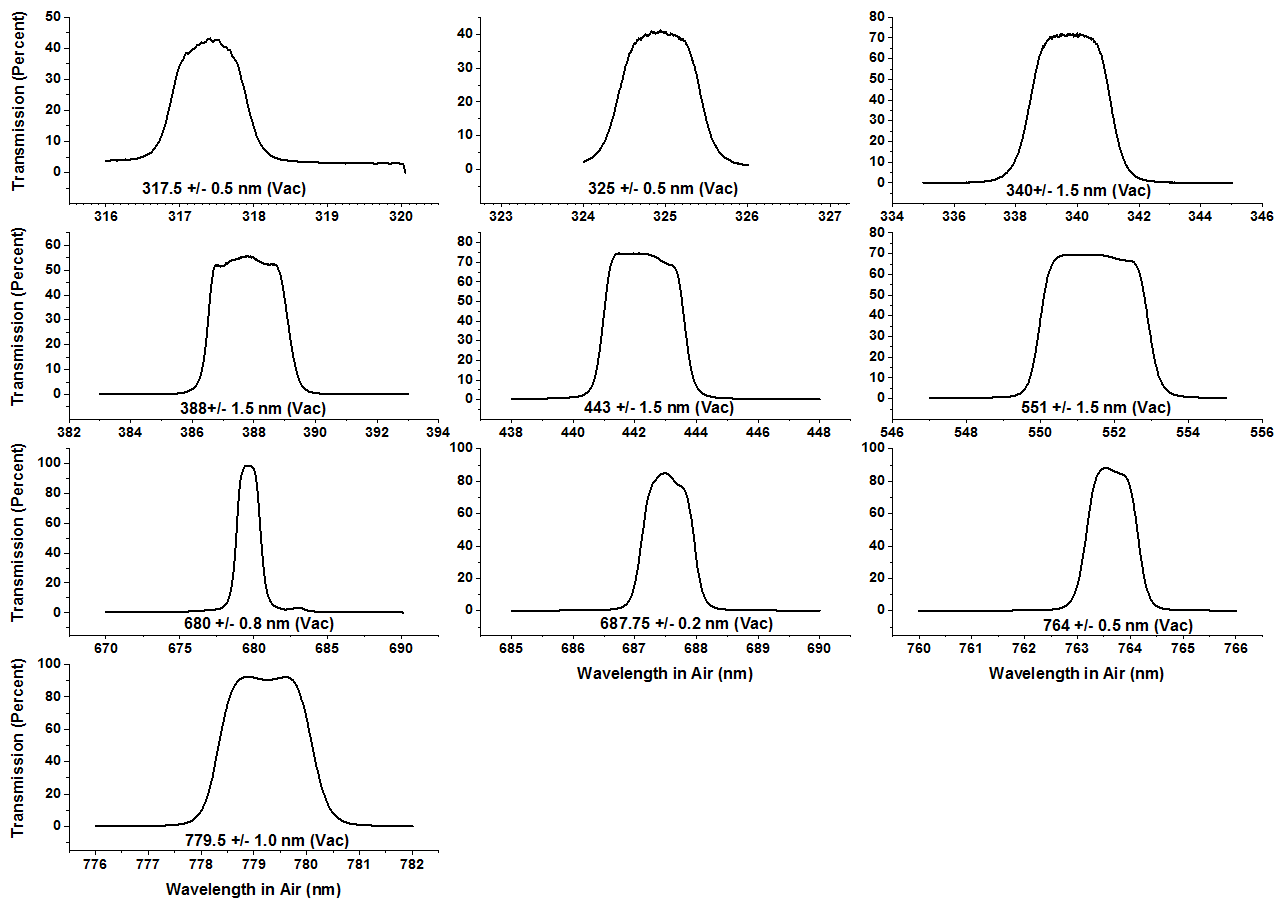 Transmission (Percent)
50
40
30
20
10
0
317.5 +/- 0.5 nm (Vac)
316 317 318 319 320
40
30
20
10
0
325 +/- 0.5 nm (Vac)
323 324 325 326 327
80
70
60
50
40
30
20
10
0
340+/- 1.5 nm (Vac)
334 336 338 340 342 344 346
Transmission (Percent)
60
50
40
30
20
10
0
388+/- 1.5 nm (Vac)
382 384 386 388 390 392 394
80
70
60
50
40
30
20
10
0
443 +/- 1.5 nm (Vac)
438 440 442 444 446 448
80
70
60
50
40
30
20
10
0
551 +/- 1.5 nm (Vac)
546 548 550 552 554 556
Transmission (Percent)
100
80
60
40
20
0
680 +/- 0.8 nm (Vac)
670 675 680 685 690
100
80
60
40
20
0
687.75 +/- 0.2 nm (Vac)
685 686 687 688 689 690
Wavelength in Air (nm)
100
80
60
40
20
0
764 +/- 0.5 nm (Vac)
760 761 762 763 764 765 766
Wavelength in Air (nm)
Transmission (Percent)
100
80
60
40
20
0
779.5 +/- 1.0 nm (Vac)
776 777 778 779 780 781 782
Wavelength in Air (nm)